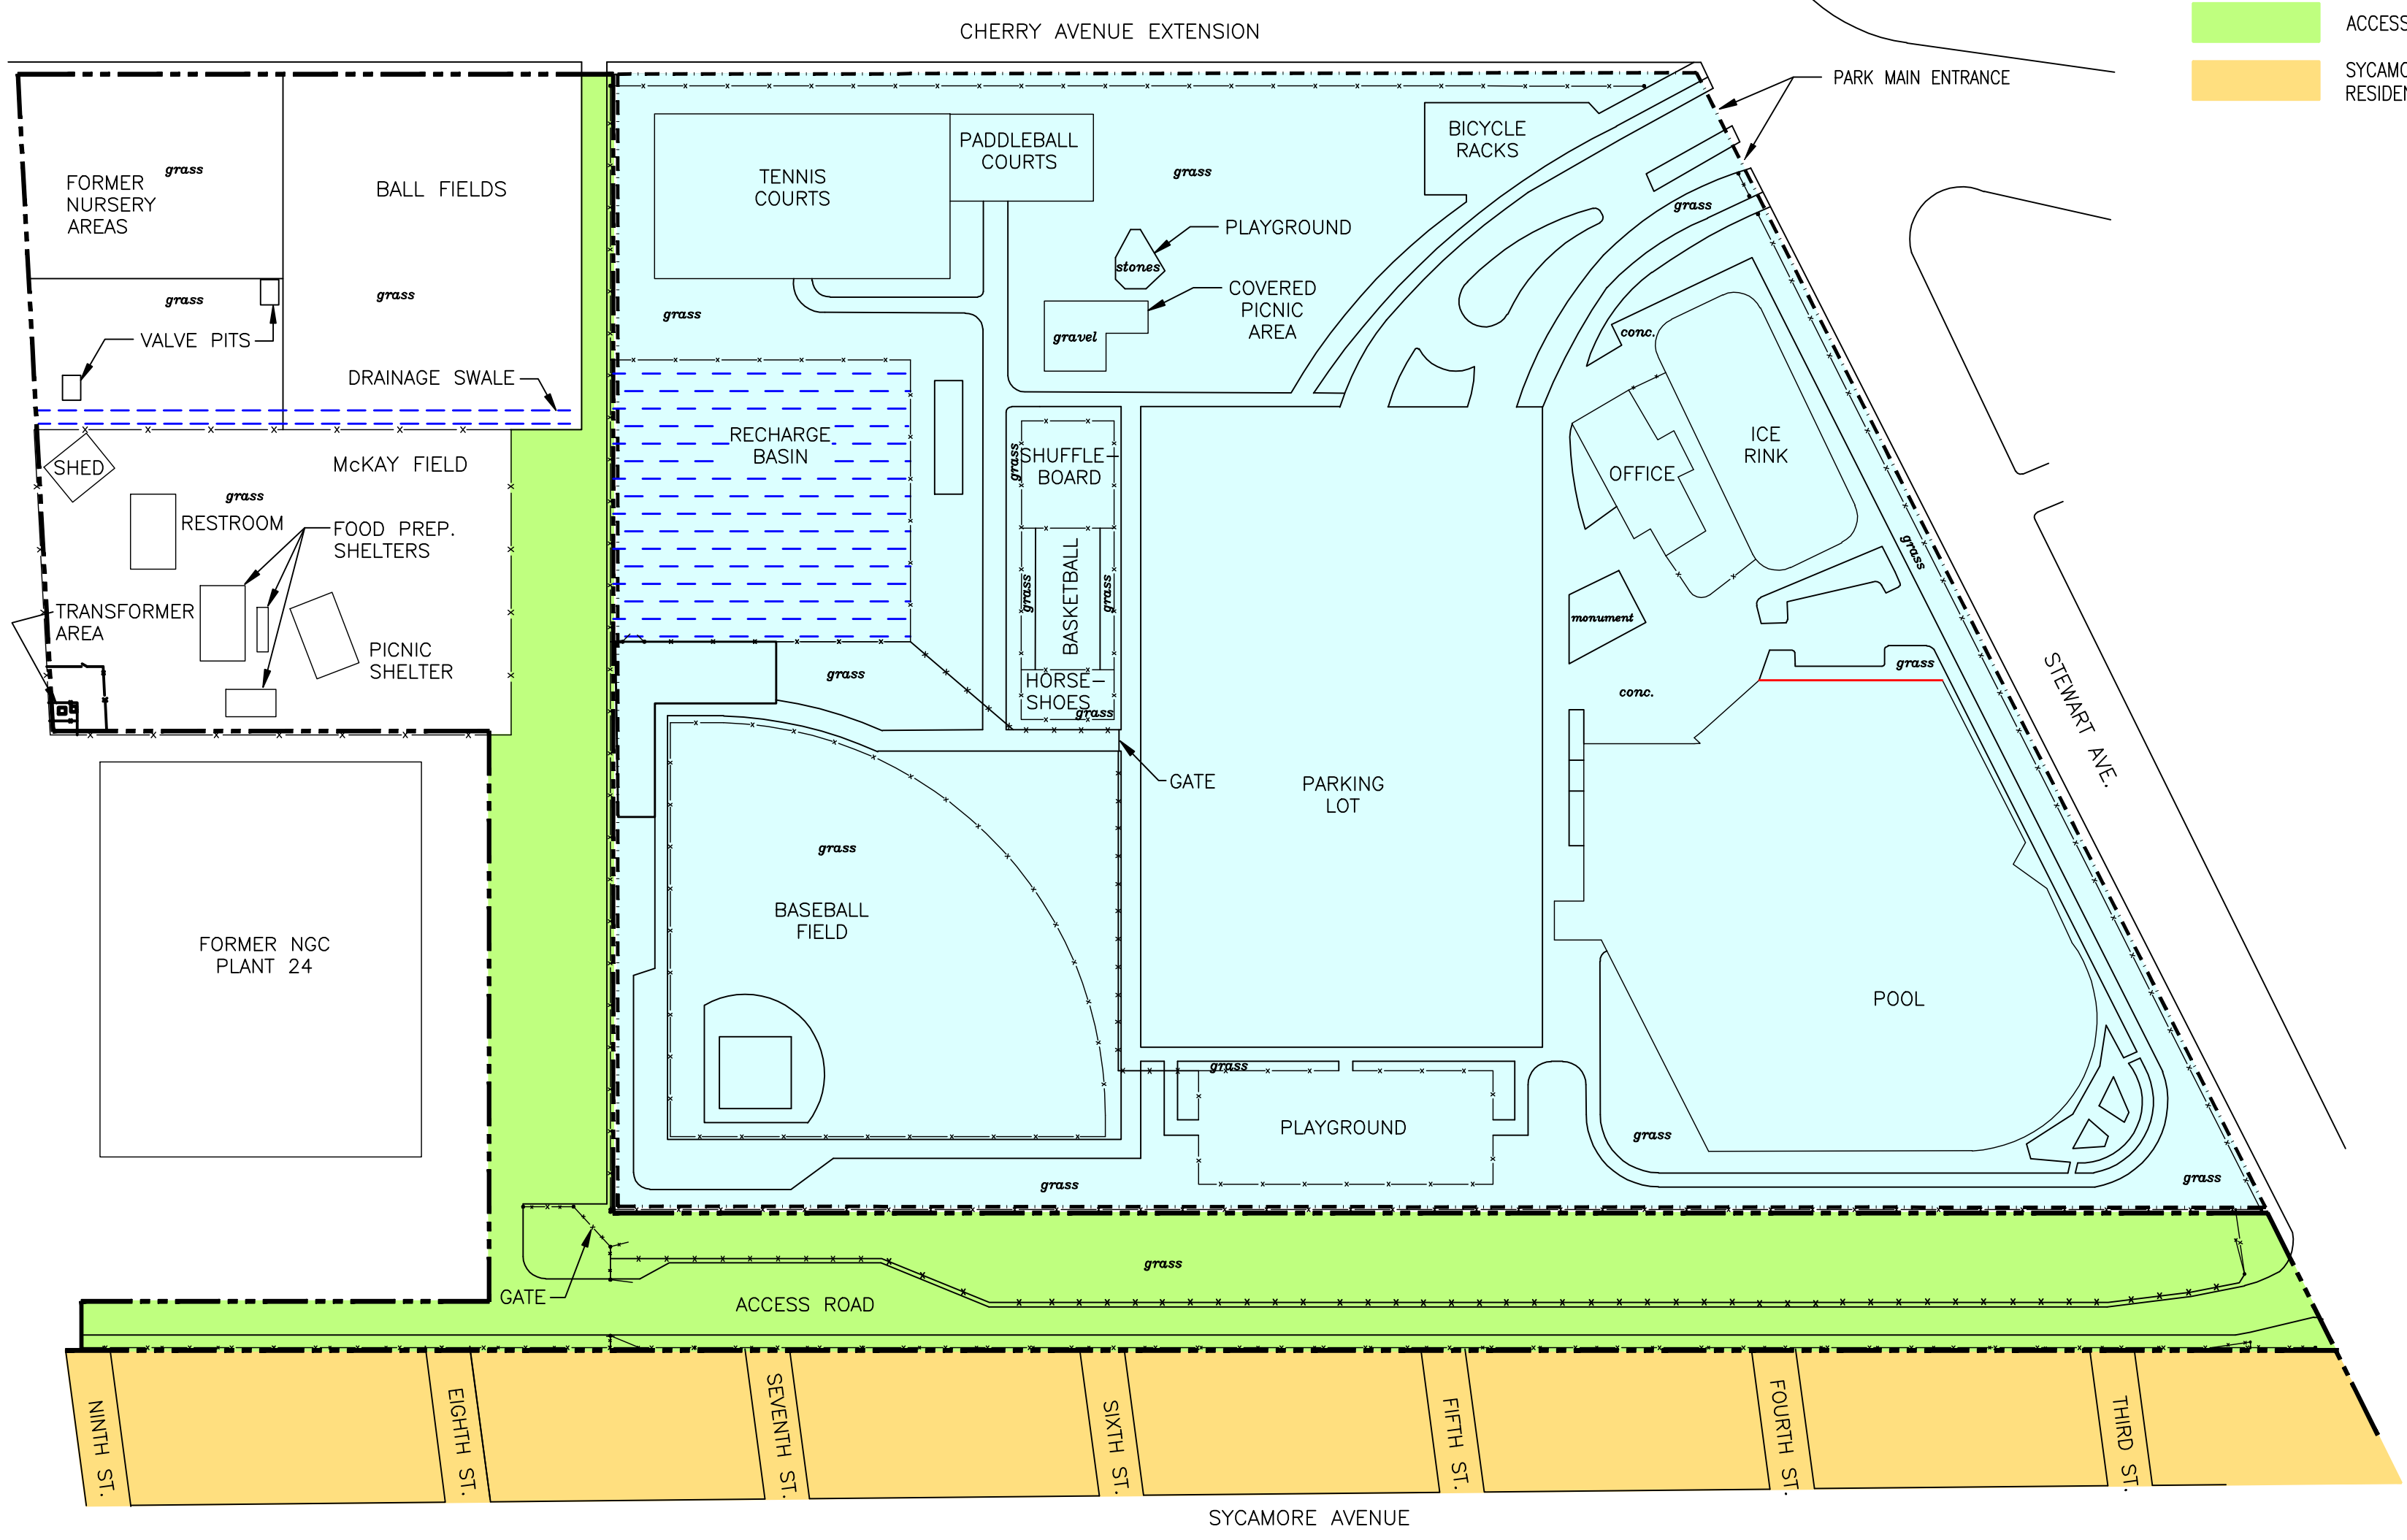 CHERRY AVENUE EXTENSION
ACCESS
SYCAMO
RESIDEN
PARK MAIN ENTRANCE
FORMER
NURSERY
AREAS
grass
BALL FIELDS
grass
grass
VALVE PITS
DRAINAGE SWALE
TENNIS
COURTS
PADDLEBALL
COURTS
grass
BICYCLE
RACKS
grass
PLAYGROUND
stones
COVERED
PICNIC
AREA
gravel
grass
conc.
SHED
McKAY FIELD
grass
RESTROOM
FOOD PREP.
SHELTERS
TRANSFORMER
AREA
PICNIC
SHELTER
RECHARGE
BASIN
grass
SHUFFLE-
BOARD
grass
BASKETBALL
grass
HORSE-
SHOES
grass
grass
GATE
OFFICE
ICE
RINK
grass
monument
conc.
grass
STEWART AVE.
PARKING
LOT
FORMER NGC
PLANT 24
grass
BASEBALL
FIELD
POOL
grass
PLAYGROUND
grass
grass
grass
GATE
ACCESS ROAD
grass
NINTH ST.
EIGHTH ST.
SEVENTH ST.
SIXTH ST.
FIFTH ST.
FOURTH ST.
THIRD ST.
SYCAMORE AVENUE